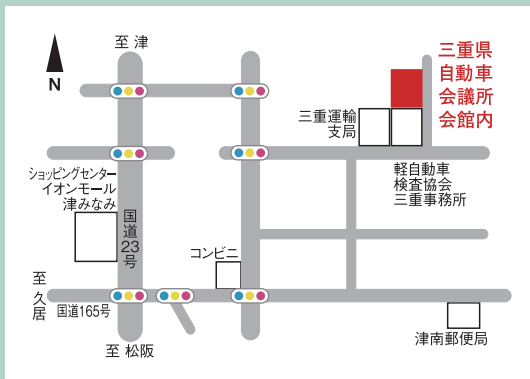 至 津
N
三重県
自動車
会議所
会館内
三重運輸
支局
軽自動車
検査協会
三重事務所
ショッピングセンター
イオンモール
津みなみ
国道23号
コンビニ
至久居
国道165号
津南郵便局
至 松阪